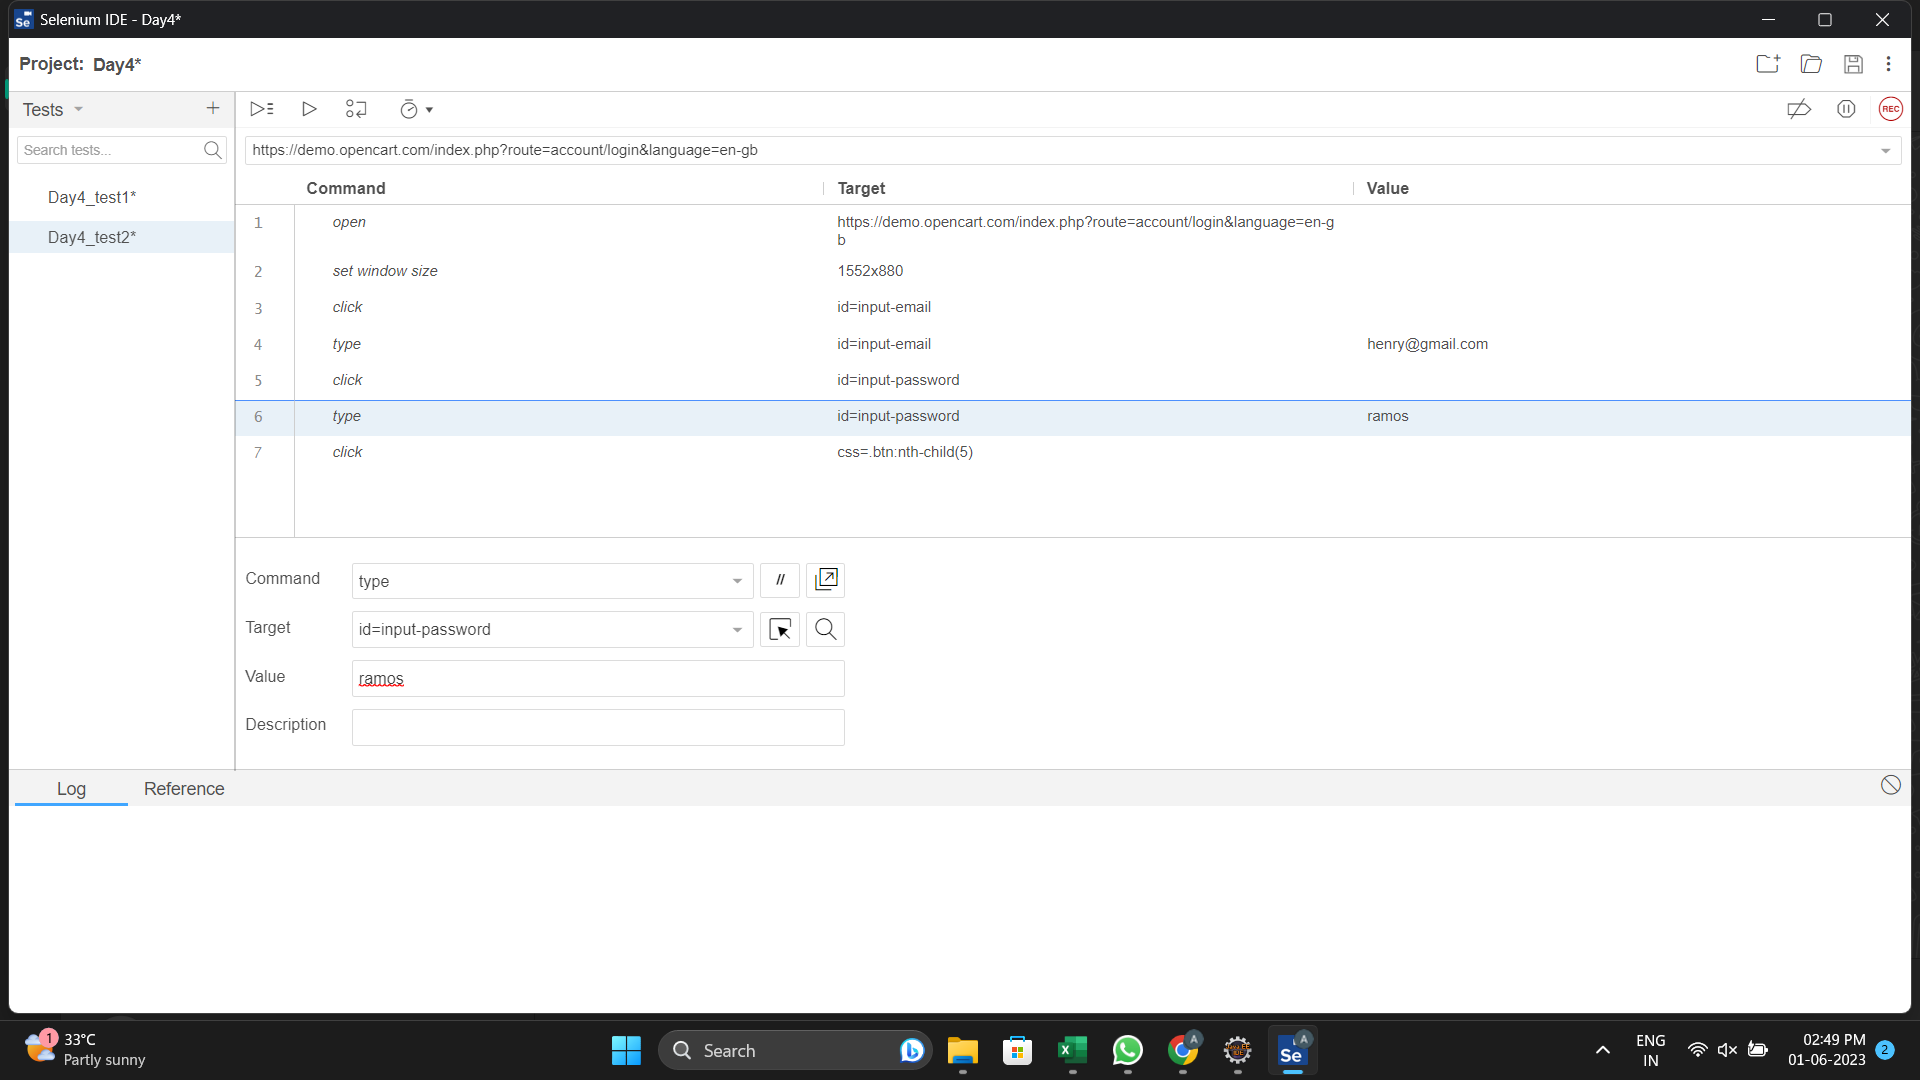 Selenium IDE - Day4*
Project: Day4*
Tests
Search tests...
Day4_test1*
Day4_test2*
REC
https://demo.opencart.com/index.php?route=account/login&language=en-gb
Command Target Value
1 open https://demo.opencart.com/index.php?route=account/login&language=en-g
b
2 set window size 1552x880
3 click id=input-email
4 type id=input-email henry@gmail.com
5 click id=input-password
6 type id=input-password ramos
7 click css=.btn:nth-child(5)
Command type //
Target id=input-password
Value ramos
Description
Log Reference
1
33°C
Partly sunny
Search
A
A
Se
ENG
IN
02:49 PM
01-06-2023
2